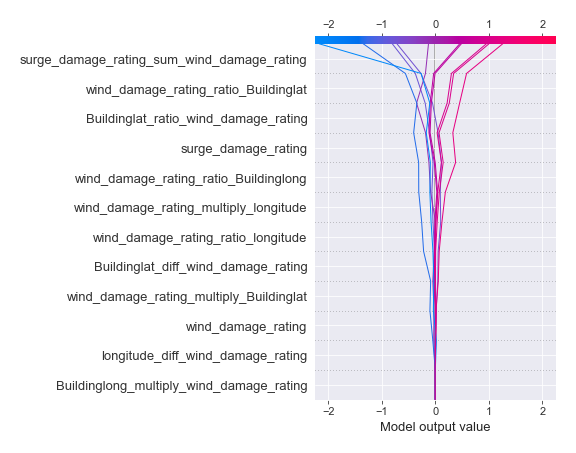 −2 −1 0 1 2
surge_damage_rating_sum_wind_damage_rating
wind_damage_rating_ratio_Buildinglat
Buildinglat_ratio_wind_damage_rating
surge_damage_rating
wind_damage_rating_ratio_Buildinglong
wind_damage_rating_multiply_longitude
wind_damage_rating_ratio_longitude
Buildinglat_diff_wind_damage_rating
wind_damage_rating_multiply_Buildinglat
wind_damage_rating
longitude_diff_wind_damage_rating
Buildinglong_multiply_wind_damage_rating
−2 −1 0 1 2
Model output value